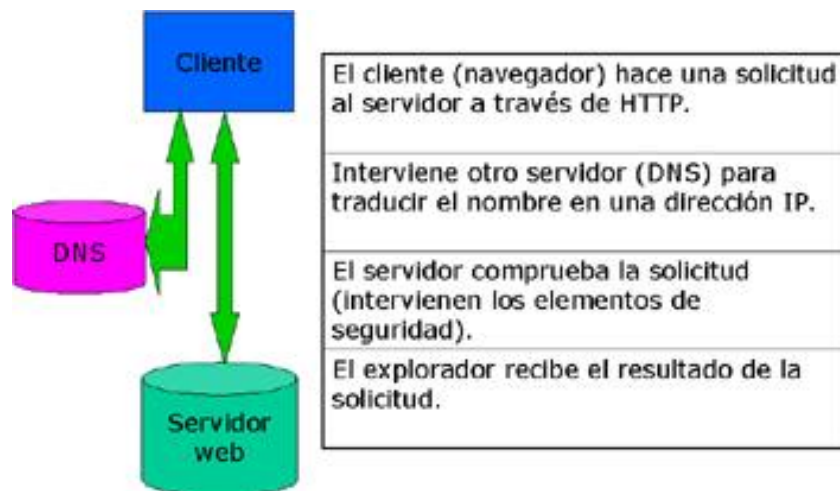 Cliente
DNS
Servidor
web
El cliente (navegador) hace una solicitud
al servidor a través de HTTP.
Interviene otro servidor (DNS) para
traducir el nombre en una dirección IP.
El servidor comprueba la solicitud
(intervienen los elementos de
seguridad).
El explorador recibe el resultado de la
solicitud.